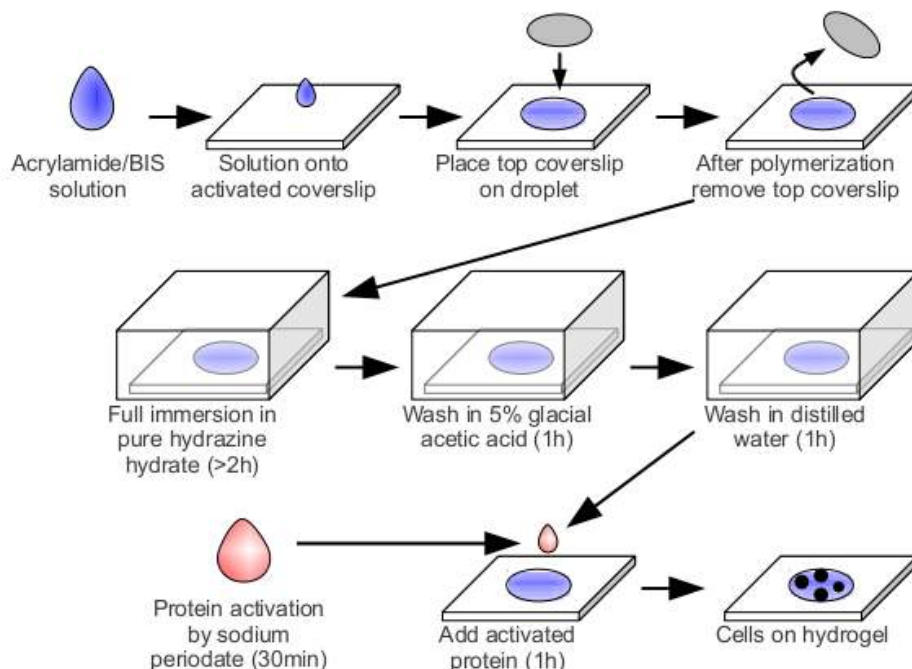 Acrylamide/BIS
solution
Solution onto
activated coverslip
Place top coverslip
on droplet
After polymerization
remove top coverslip
Full immersion in
pure hydrazine
hydrate (>2h)
Wash in 5% glacial
acetic acid (1h)
Wash in distilled
water (1h)
Protein activation
by sodium
periodate (30min)
Add activated
protein (1h)
Cells on hydrogel